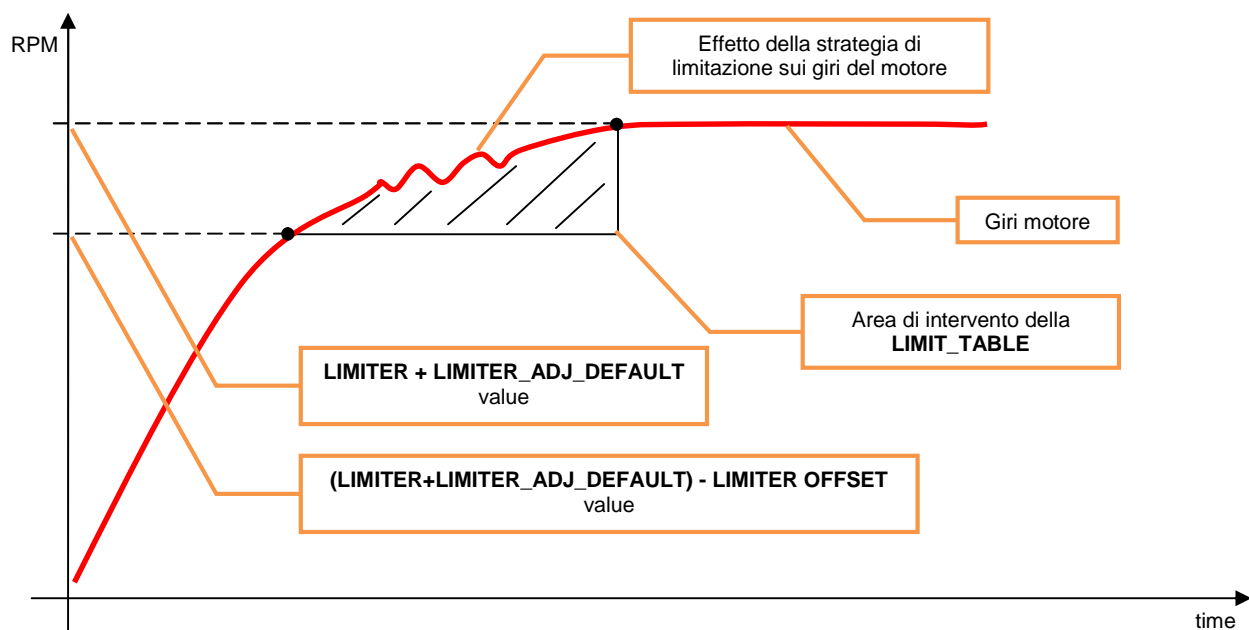 RPM
Effetto della strategia di
limitazione sui giri del motore
Giri motore
Area di intervento della
LIMIT_TABLE
LIMITER + LIMITER_ADJ_DEFAULT
value
(LIMITER+LIMITER_ADJ_DEFAULT) - LIMITER OFFSET
value
time